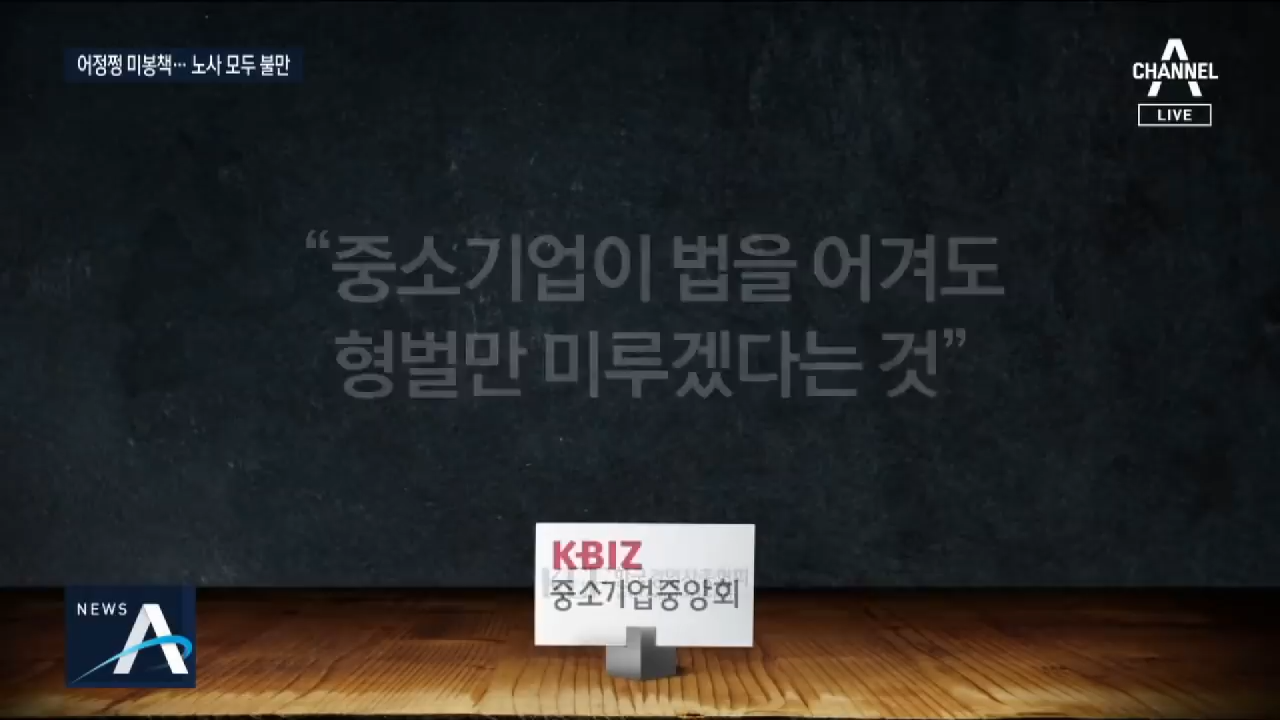 어정쩡 미봉책… 노사 모두 불만
CHANNEL A
LIVE
“중소기업이 법을 어겨도
형벌만 미루겠다는 것”
K-BIZ
중소기업중앙회
NEWS A